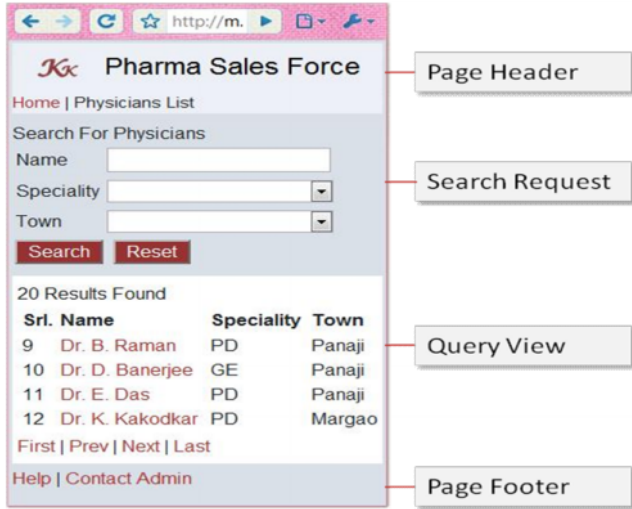 http://m.
Kk Pharma Sales Force
Page Header
Home | Physicians List
Search For Physicians
Name
Speciality
Search Request
Town
Search Reset
20 Results Found
Srl. Name Speciality Town
9 Dr. B. Raman PD Panaji
Query View
10 Dr. D. Banerjee GE Panaji
11 Dr. E. Das PD Panaji
12 Dr. K. Kakodkar PD Margao
First | Prev | Next | Last
Help | Contact Admin
Page Footer